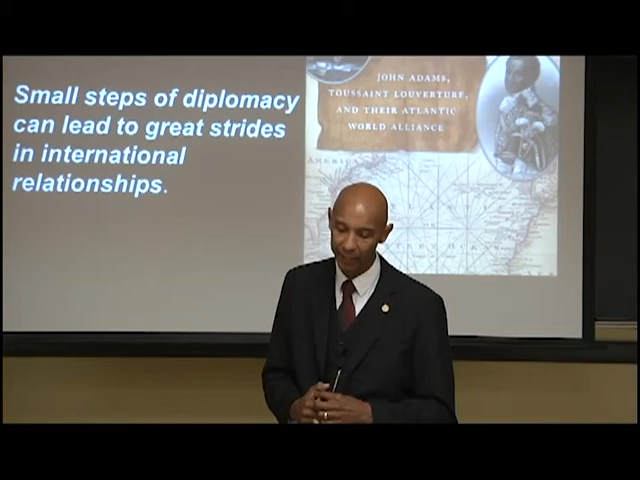 Small steps of diplomacy
can lead to great strides
in international
relationships.
JOHN ADAMS,
TOUSSAINT LOUVERTURE,
AND THEIR ATLANTIC
WORLD ALLIANCE
AMERICA